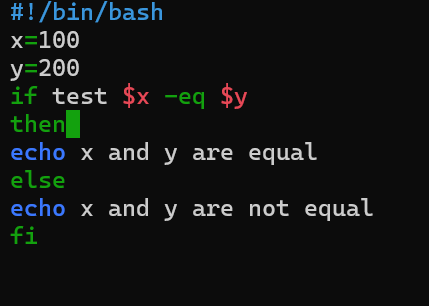 #!/bin/bash
x=100
y=200
if test $x -eq $y
then
echo x and y are equal
else
echo x and y are not equal
fi